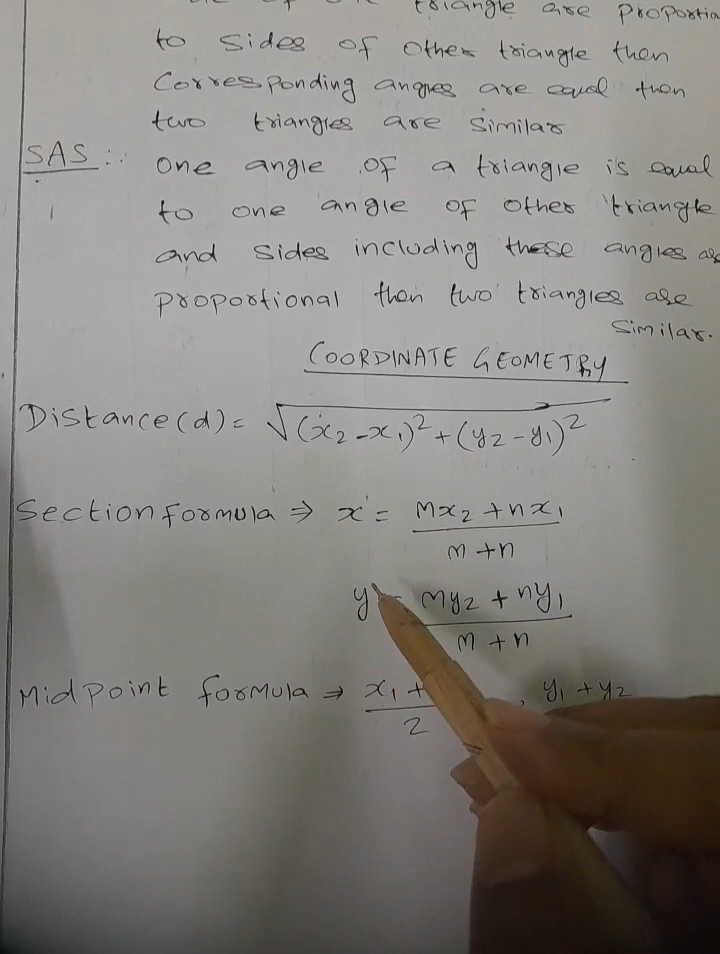 of one triangle are proportio
to sides of other triangle then
Corresponding angles are equal then
two triangles are similar
SAS :: one angle of a triangle is equal
to one angle of other triangle
and sides including these angles are
proportional then two triangles are
similar.
COORDINATE GEOMETRY
Distance(d) = √(x₂-x₁)²+(y₂-y₁)²
Section formula ⇒ x = mx₂+nx₁
m+n
y my₂+ny₁
m+n
Midpoint formula ⇒ x₁+ , y₁+y₂
2